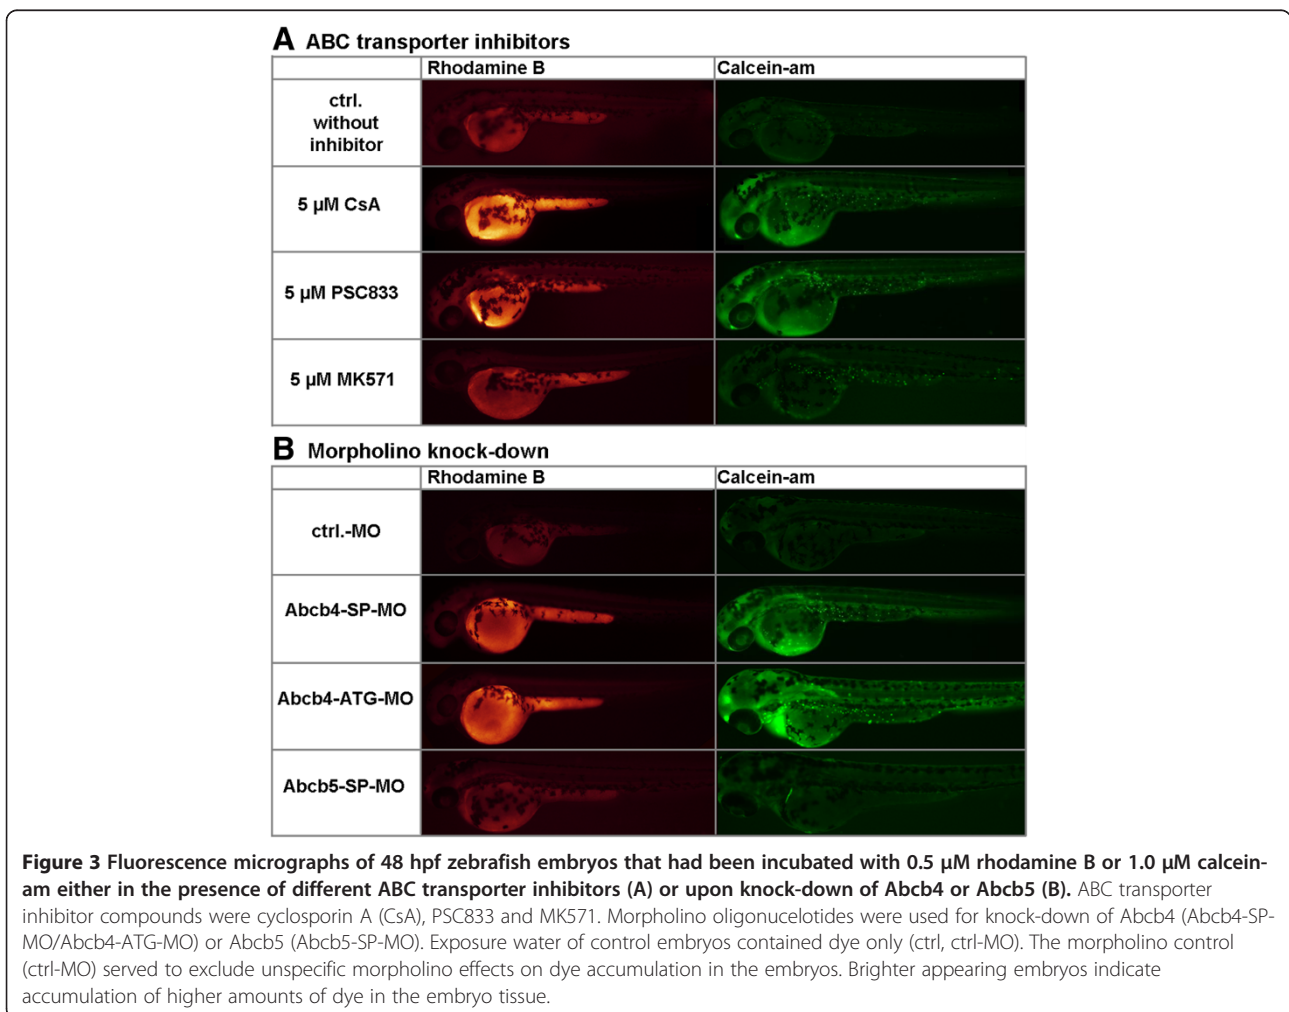 A ABC transporter inhibitors
Rhodamine B Calcein-am
ctrl.
without
inhibitor
5 µM CsA
5 µM PSC833
5 µM MK571
B Morpholino knock-down
Rhodamine B Calcein-am
ctrl.-MO
Abcb4-SP-MO
Abcb4-ATG-MO
Abcb5-SP-MO
Figure 3 Fluorescence micrographs of 48 hpf zebrafish embryos that had been incubated with 0.5 µM rhodamine B or 1.0 µM calcein-
am either in the presence of different ABC transporter inhibitors (A) or upon knock-down of Abcb4 or Abcb5 (B). ABC transporter
inhibitor compounds were cyclosporin A (CsA), PSC833 and MK571. Morpholino oligonucelotides were used for knock-down of Abcb4 (Abcb4-SP-
MO/Abcb4-ATG-MO) or Abcb5 (Abcb5-SP-MO). Exposure water of control embryos contained dye only (ctrl, ctrl-MO). The morpholino control
(ctrl-MO) served to exclude unspecific morpholino effects on dye accumulation in the embryos. Brighter appearing embryos indicate
accumulation of higher amounts of dye in the embryo tissue.